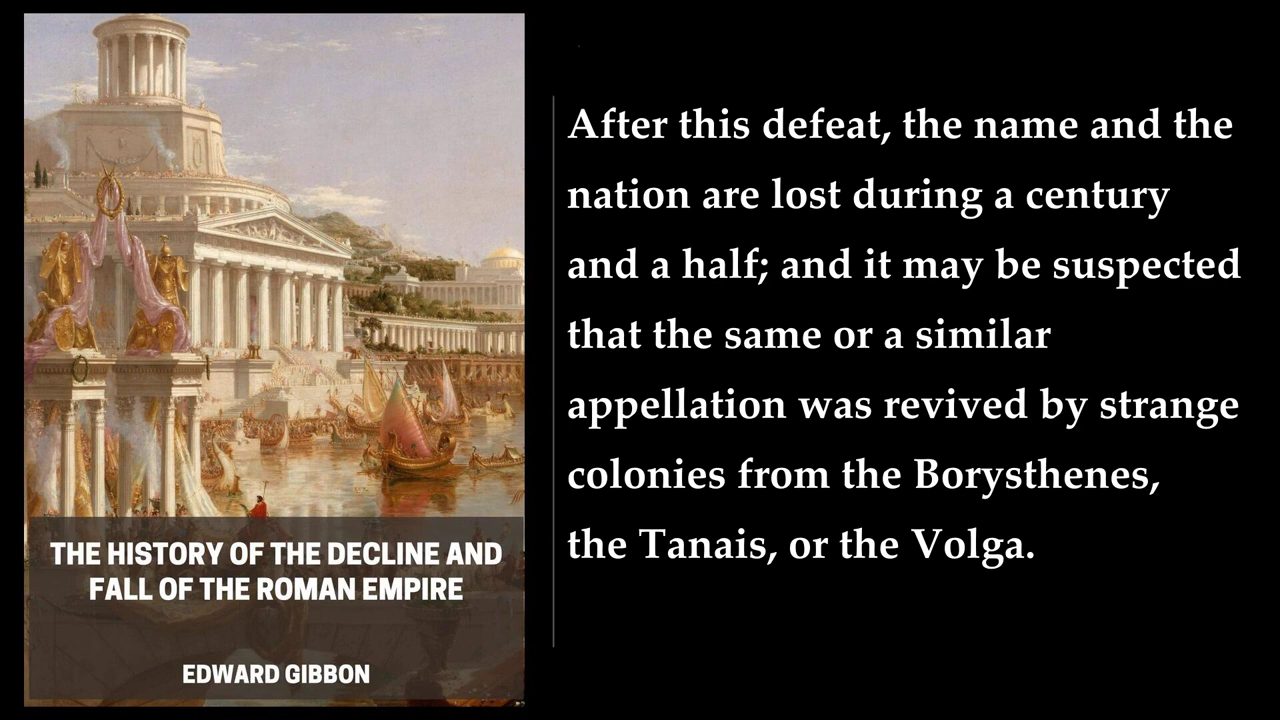 THE HISTORY OF THE DECLINE AND
FALL OF THE ROMAN EMPIRE
EDWARD GIBBON
After this defeat, the name and the
nation are lost during a century
and a half; and it may be suspected
that the same or a similar
appellation was revived by strange
colonies from the Borysthenes,
the Tanais, or the Volga.